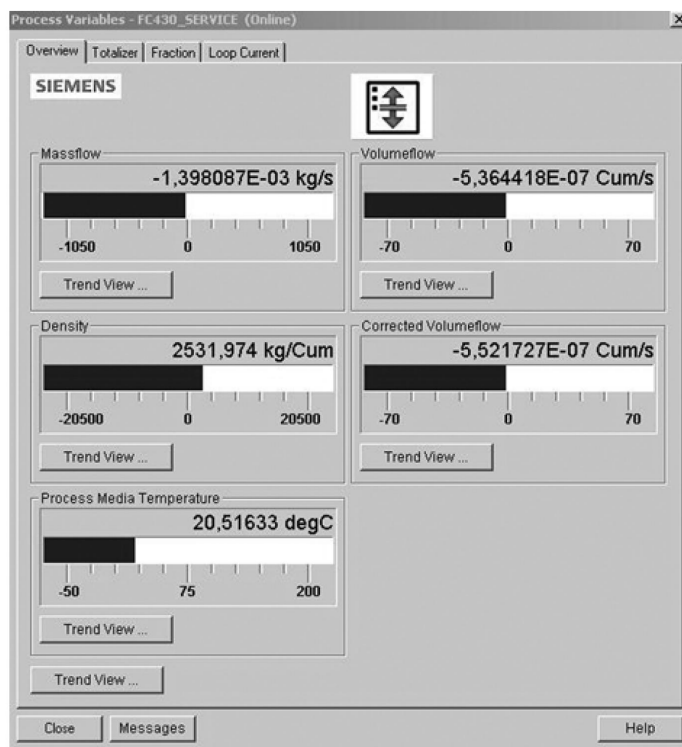 Process Variables - FC430_SERVICE (Online)
Overview Totalizer Fraction Loop Current
SIEMENS
Massflow
-1,398087E-03 kg/s
-1050 0 1050
Trend View ...
Volumeflow
-5,364418E-07 Cum/s
-70 0 70
Trend View ...
Density
2531,974 kg/Cum
-20500 0 20500
Trend View ...
Corrected Volumeflow
-5,521727E-07 Cum/s
-70 0 70
Trend View ...
Process Media Temperature
20,51633 degC
-50 75 200
Trend View ...
Trend View ...
Close Messages Help